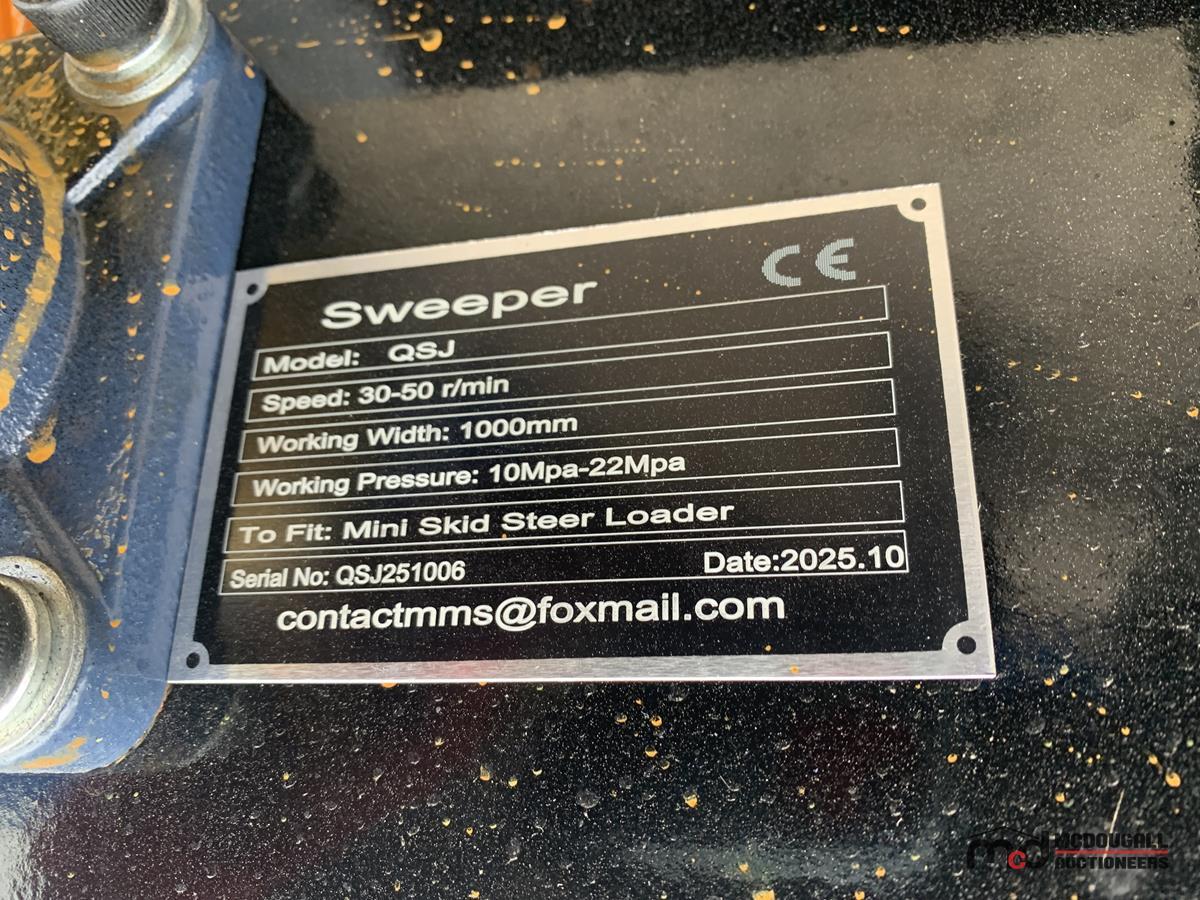 CE
Sweeper
Model: QSJ
Speed: 30-50 r/min
Working Width: 1000mm
Working Pressure: 10Mpa-22Mpa
To Fit: Mini Skid Steer Loader
Serial No: QSJ251006 Date:2025.10
contactmms@foxmail.com
mcd MCDOUGALL
AUCTIONEERS